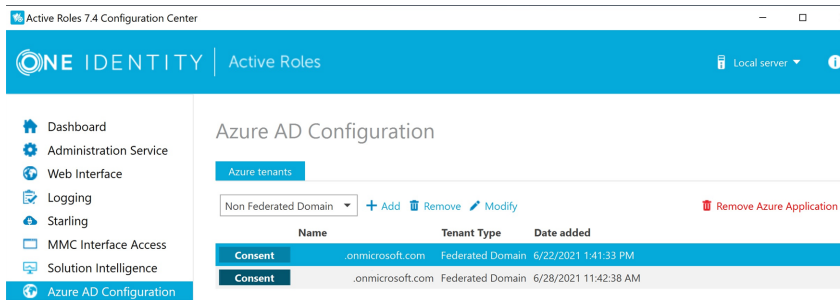 Active Roles 7.4 Configuration Center
ONE IDENTITY Active Roles
Local server
Dashboard
Administration Service
Web Interface
Logging
Starling
MMC Interface Access
Solution Intelligence
Azure AD Configuration
Azure AD Configuration
Azure tenants
Non Federated Domain Add Remove Modify Remove Azure Application
Name Tenant Type Date added
Consent .onmicrosoft.com Federated Domain 6/22/2021 1:41:33 PM
Consent .onmicrosoft.com Federated Domain 6/28/2021 11:42:38 AM